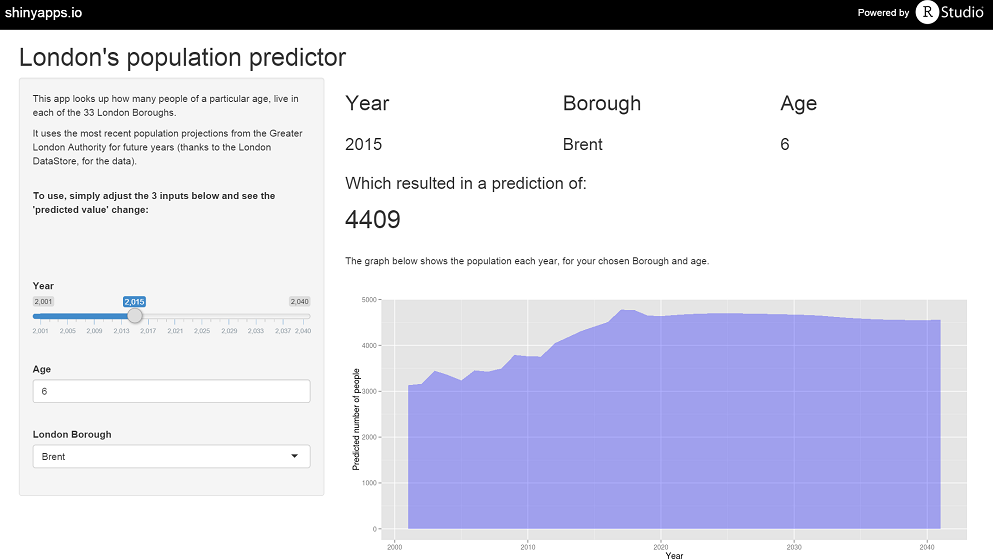 shinyapps.io
Powered by R Studio
London's population predictor
This app looks up how many people of a particular age, live in
each of the 33 London Boroughs.
It uses the most recent population projections from the Greater
London Authority for future years (thanks to the London
DataStore, for the data).
To use, simply adjust the 3 inputs below and see the
'predicted value' change:
Year
2,001 2,015 2,040
2,001 2,005 2,009 2,013 2,017 2,021 2,025 2,029 2,033 2,037 2,040
Age
6
London Borough
Brent
Year Borough Age
2015 Brent 6
Which resulted in a prediction of:
4409
The graph below shows the population each year, for your chosen Borough and age.
Predicted number of people
5000
4000
3000
2000
1000
0
2000 2010 2020 2030 2040
Year